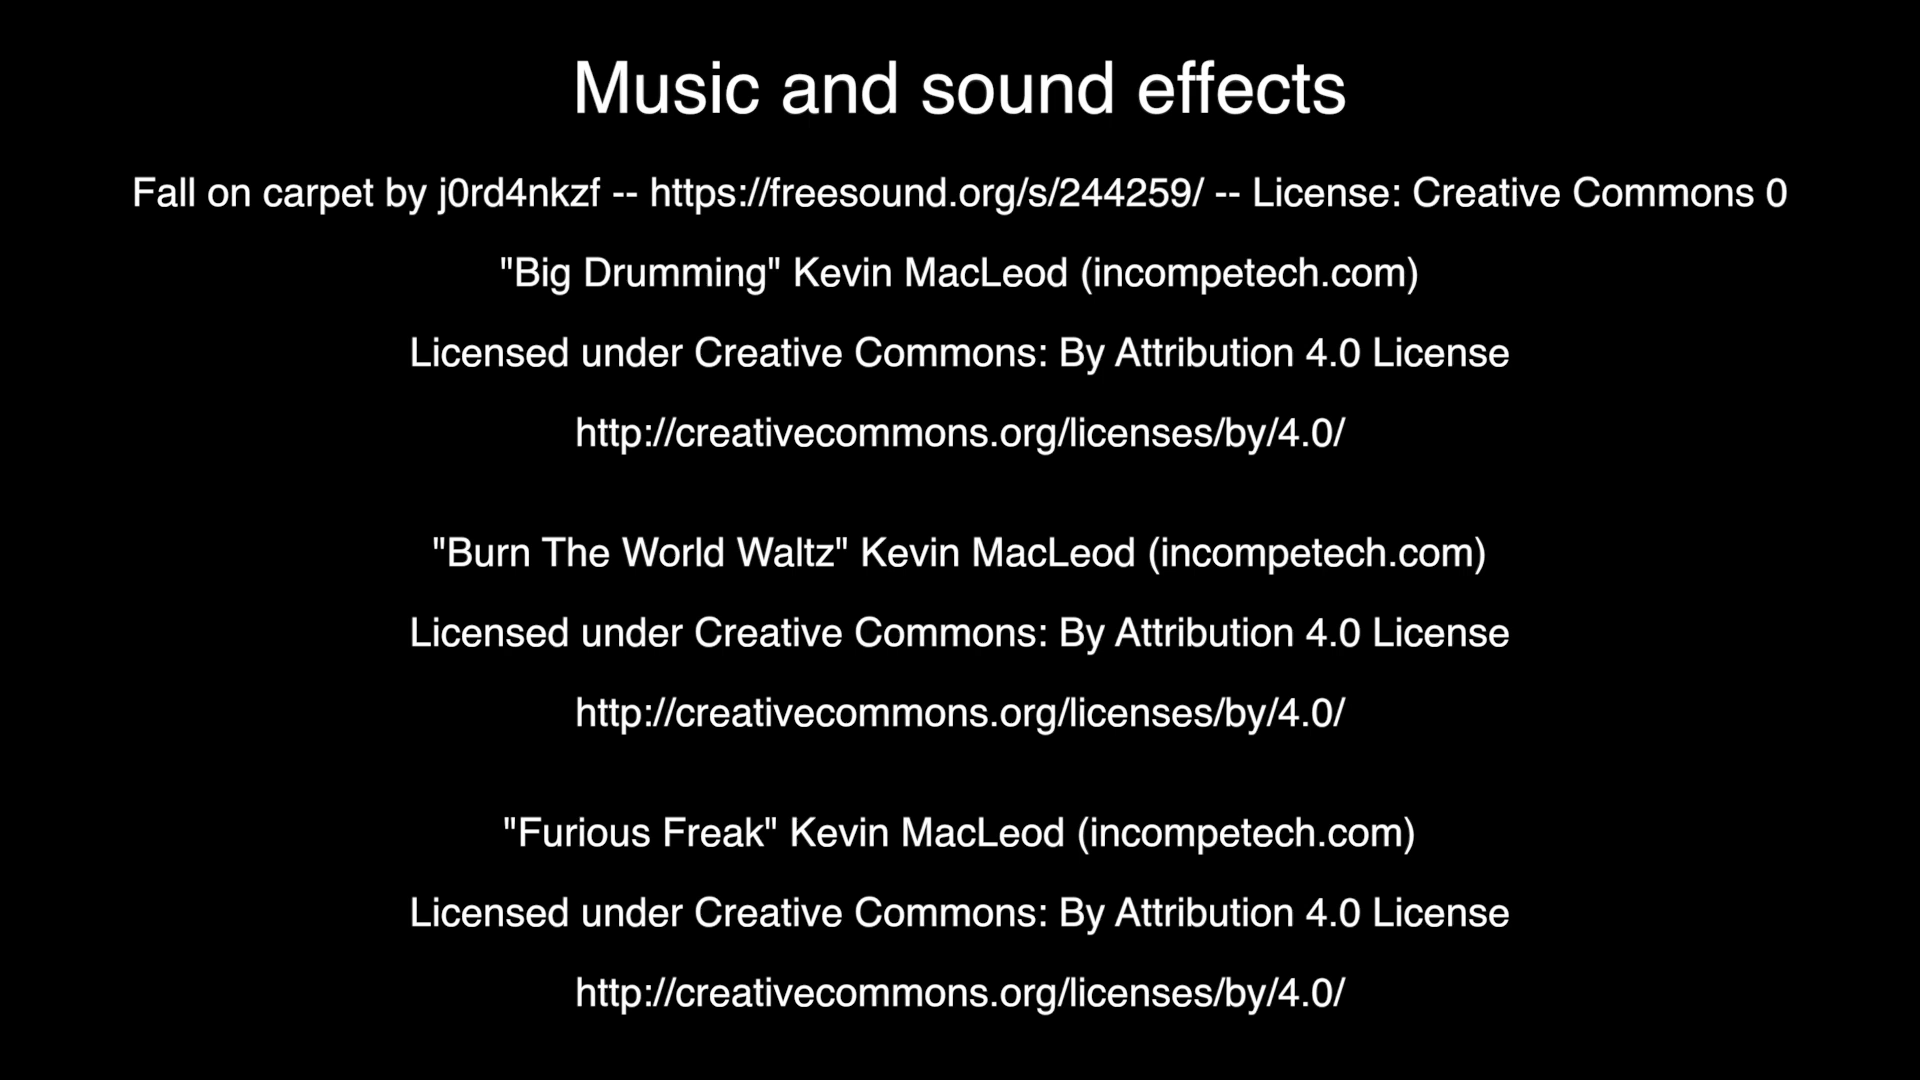 Music and sound effects
Fall on carpet by j0rd4nkzf -- https://freesound.org/s/244259/ -- License: Creative Commons 0
"Big Drumming" Kevin MacLeod (incompetech.com)
Licensed under Creative Commons: By Attribution 4.0 License
http://creativecommons.org/licenses/by/4.0/
"Burn The World Waltz" Kevin MacLeod (incompetech.com)
Licensed under Creative Commons: By Attribution 4.0 License
http://creativecommons.org/licenses/by/4.0/
"Furious Freak" Kevin MacLeod (incompetech.com)
Licensed under Creative Commons: By Attribution 4.0 License
http://creativecommons.org/licenses/by/4.0/